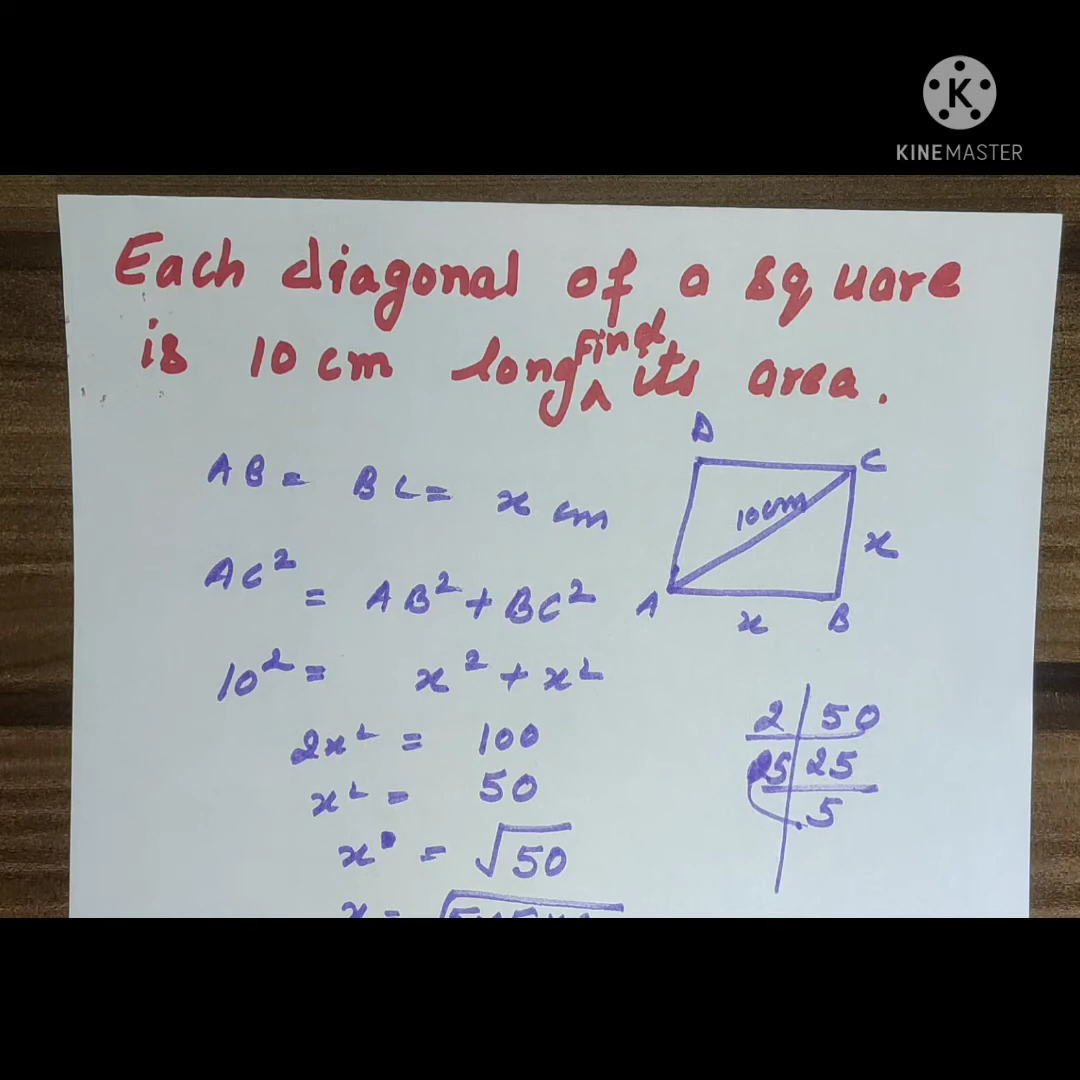 K
KINEMASTER
Each diagonal of a square
is 10 cm long Find its area.
AB = BC = x cm
AC² = AB² + BC²
10² = x² + x²
2x² = 100
x² = 50
x = √50
x =
D
C
10cm
x
A
x
B
2 50
25
5